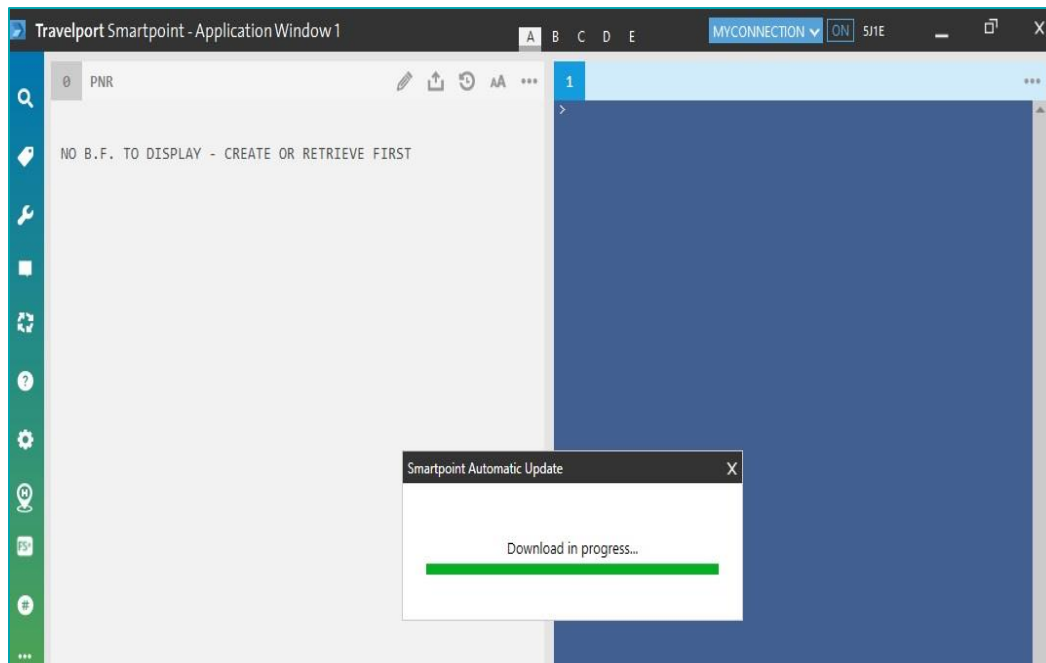 Travelport Smartpoint - Application Window 1
A B C D E
MYCONNECTION ON 5J1E
X
0 PNR
AA
1
>
NO B.F. TO DISPLAY - CREATE OR RETRIEVE FIRST
?
H
FS+
#
Smartpoint Automatic Update X
Download in progress...